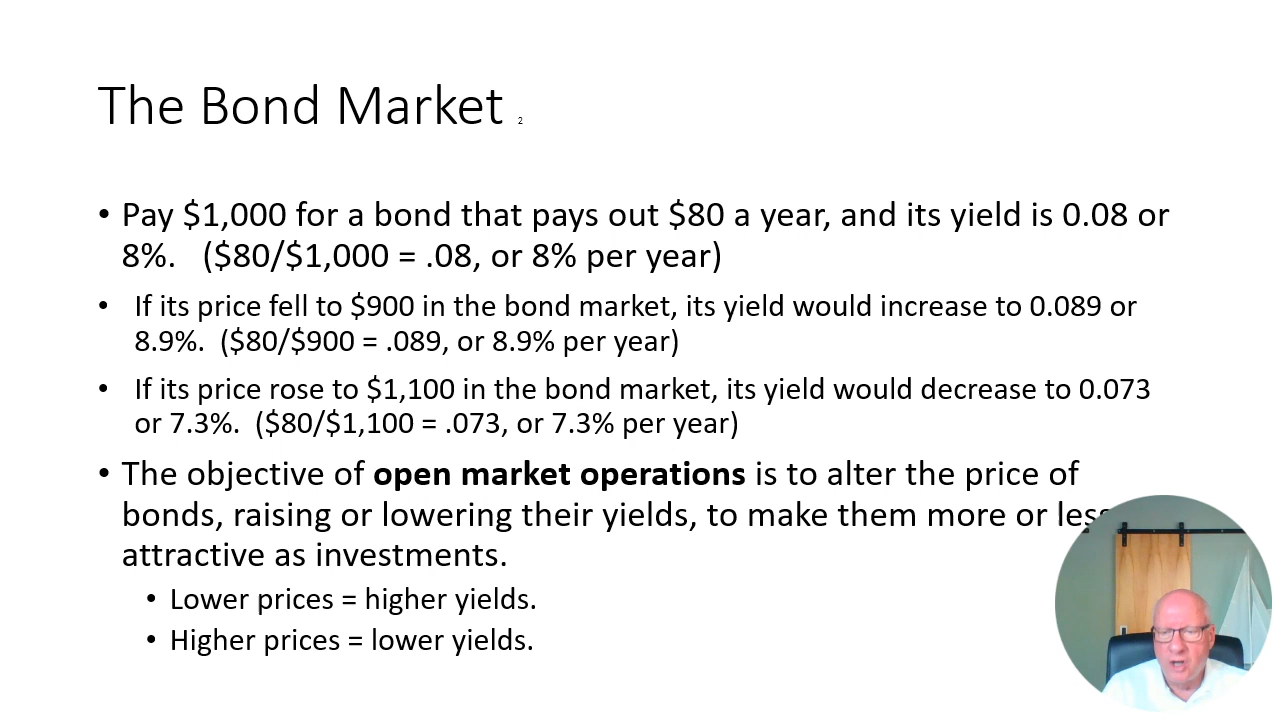 The Bond Market 2
• Pay $1,000 for a bond that pays out $80 a year, and its yield is 0.08 or
8%.   ($80/$1,000 = .08, or 8% per year)
• If its price fell to $900 in the bond market, its yield would increase to 0.089 or
8.9%.  ($80/$900 = .089, or 8.9% per year)
• If its price rose to $1,100 in the bond market, its yield would decrease to 0.073
or 7.3%.  ($80/$1,100 = .073, or 7.3% per year)
• The objective of open market operations is to alter the price of
bonds, raising or lowering their yields, to make them more or less
attractive as investments.
• Lower prices = higher yields.
• Higher prices = lower yields.